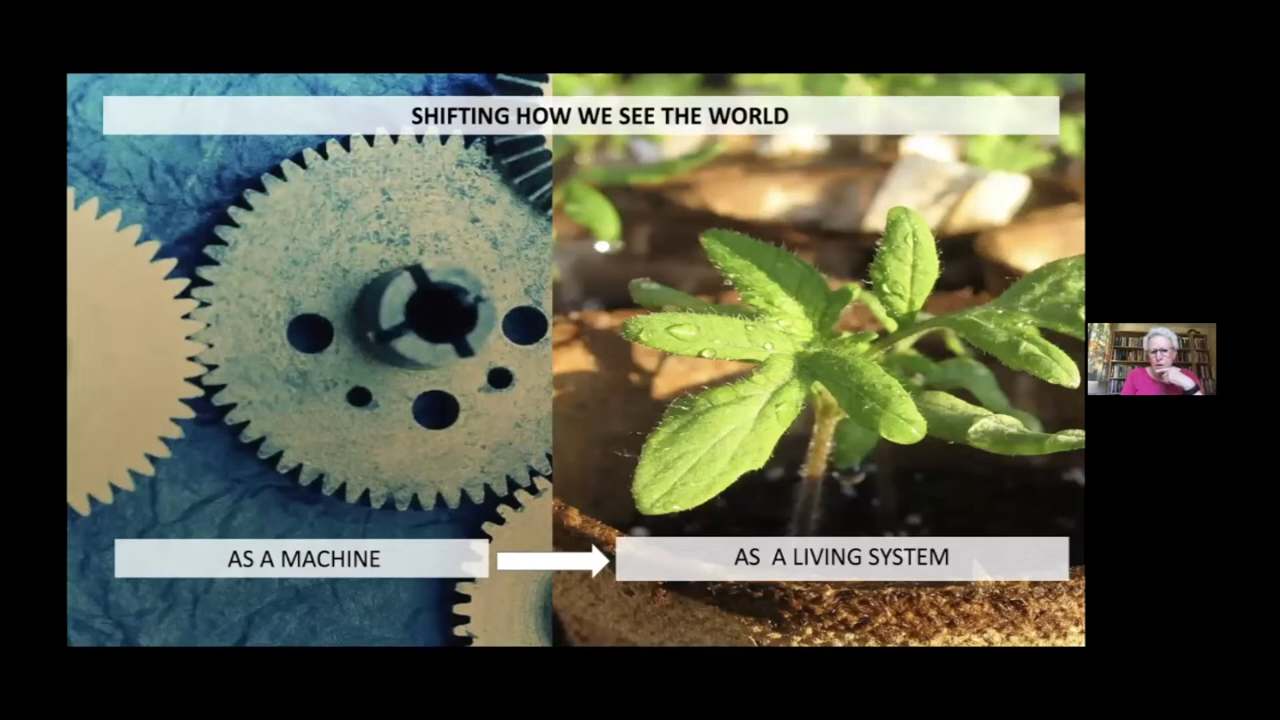 SHIFTING HOW WE SEE THE WORLD
AS A MACHINE
AS A LIVING SYSTEM